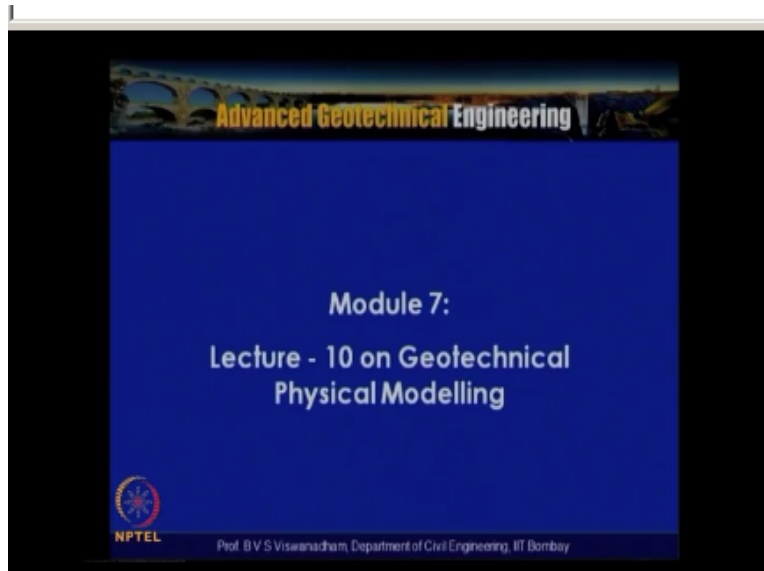 Advanced Geotechnical Engineering
Module 7:
Lecture - 10 on Geotechnical
Physical Modelling
NPTEL
Prof. B V S Viswanadham, Department of Civil Engineering, IIT Bombay